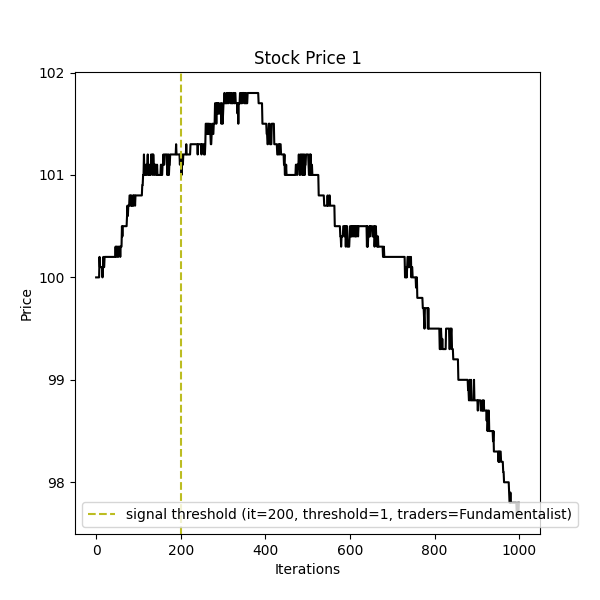 Stock Price 1
102
101
100
99
98
Price
signal threshold (it=200, threshold=1, traders=Fundamentalist)
0
200
400
600
800
1000
Iterations